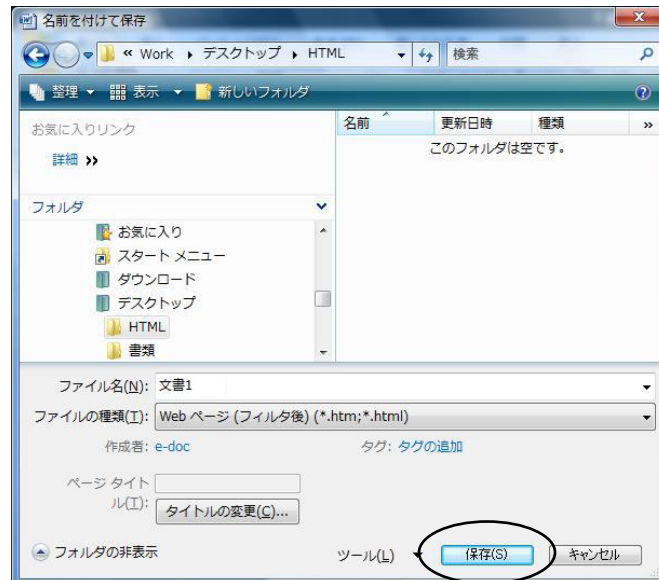 名前を付けて保存
« Work ▸ デスクトップ ▸ HTML 検索
整理 表示 新しいフォルダ
お気に入りリンク
詳細 »
名前 更新日時 種類 »
このフォルダは空です。
フォルダ
お気に入り
スタート メニュー
ダウンロード
デスクトップ
HTML
書類
ファイル名(N): 文書1
ファイルの種類(T): Web ページ (フィルタ後) (*.htm;*.html)
作成者: e-doc タグ: タグの追加
ページ タイト
ル(T):
タイトルの変更(C)...
フォルダの非表示 ツール(L) 保存(S) キャンセル